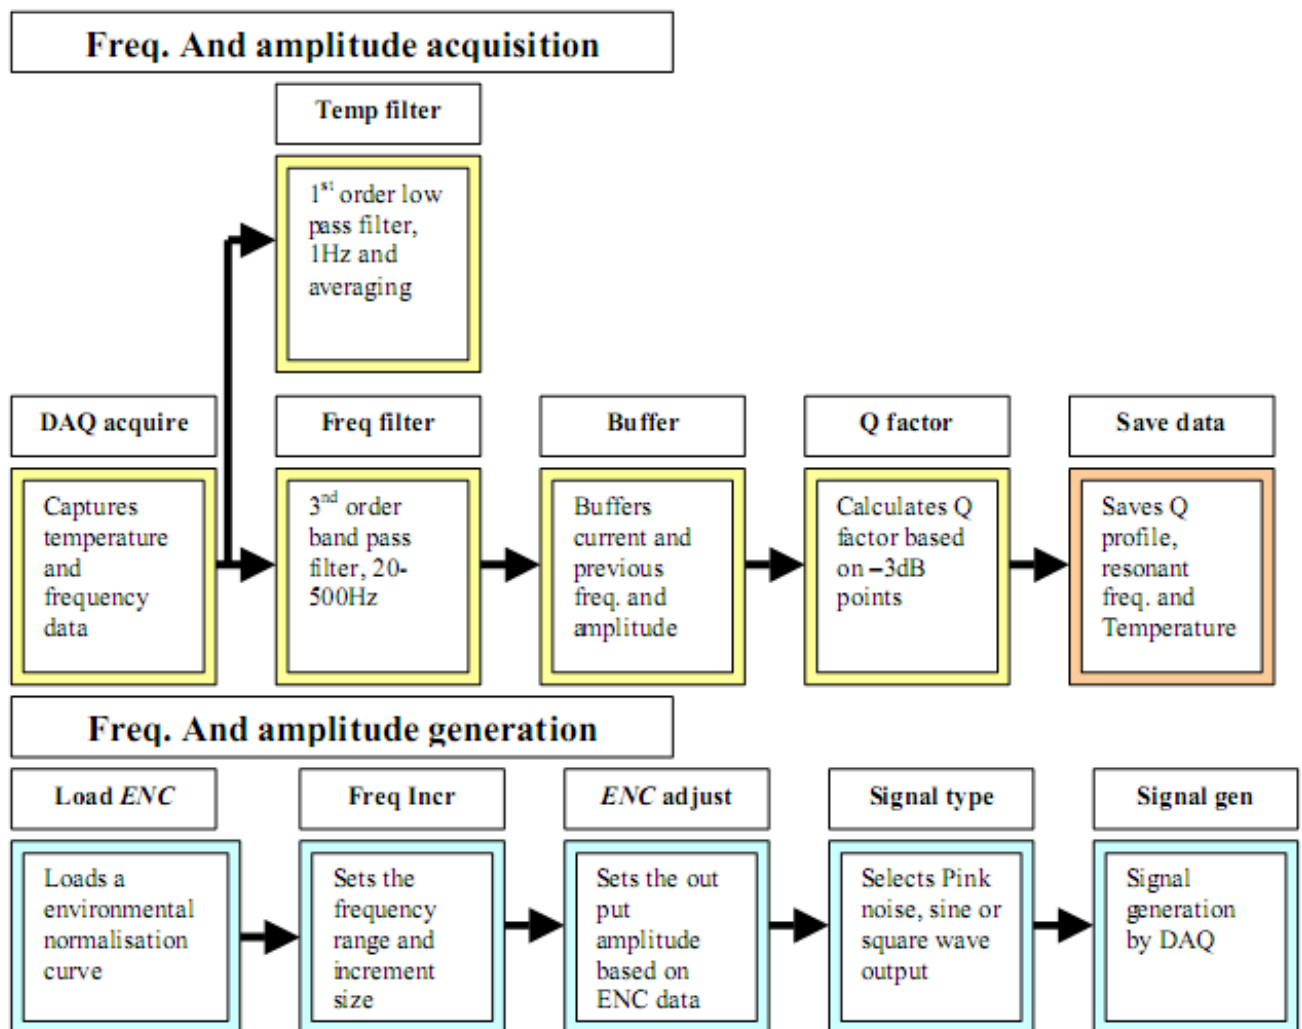 Freq. And amplitude acquisition
Temp filter
1st order low
pass filter,
1Hz and
averaging
DAQ acquire
Captures
temperature
and
frequency
data
Freq filter
3nd order
band pass
filter, 20-
500Hz
Buffer
Buffers
current and
previous
freq. and
amplitude
Q factor
Calculates Q
factor based
on –3dB
points
Save data
Saves Q
profile,
resonant
freq. and
Temperature
Freq. And amplitude generation
Load ENC
Loads a
environmental
normalisation
curve
Freq Incr
Sets the
frequency
range and
increment
size
ENC adjust
Sets the out
put
amplitude
based on
ENC data
Signal type
Selects Pink
noise, sine or
square wave
output
Signal gen
Signal
generation
by DAQ